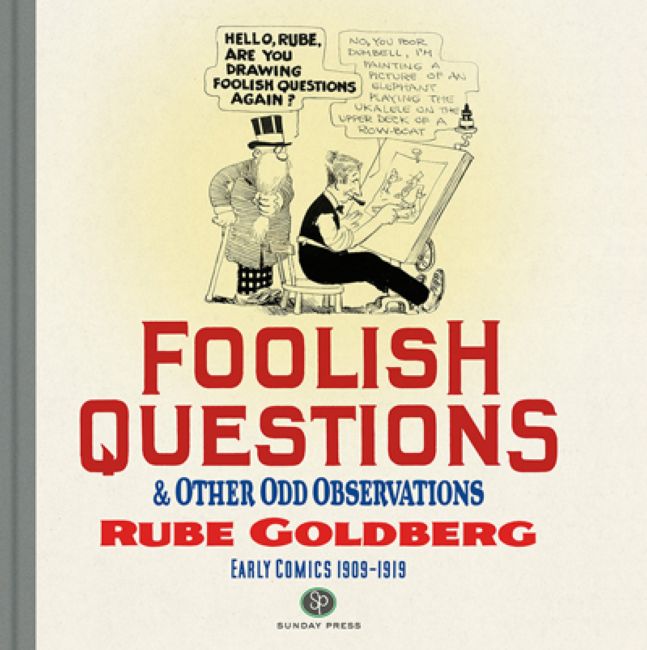 HELLO, RUBE,
ARE YOU
DRAWING
FOOLISH QUESTIONS
AGAIN?
NO, YOU POOR
DUMBELL, I'M
PAINTING A
PICTURE OF AN
ELEPHANT
PLAYING THE
UKALELE ON THE
UPPER DECK OF A
ROW-BOAT
FOOLISH
QUESTIONS
& OTHER ODD OBSERVATIONS
RUBE GOLDBERG
EARLY COMICS 1909-1919
SP
SUNDAY PRESS